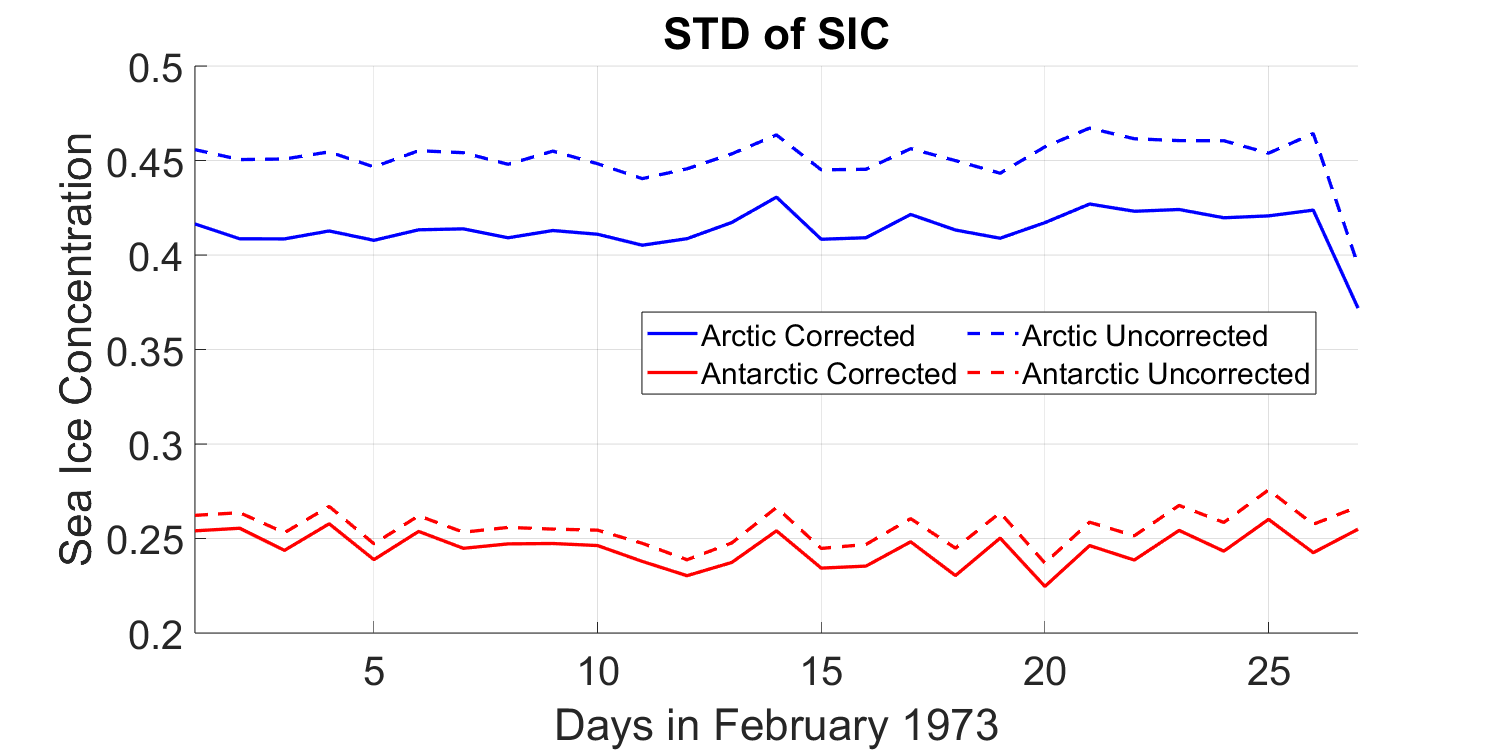 STD of SIC
0.5
0.45
0.4
0.35
0.3
0.25
0.2
Sea Ice Concentration
Arctic Corrected Arctic Uncorrected
Antarctic Corrected Antarctic Uncorrected
5 10 15 20 25
Days in February 1973